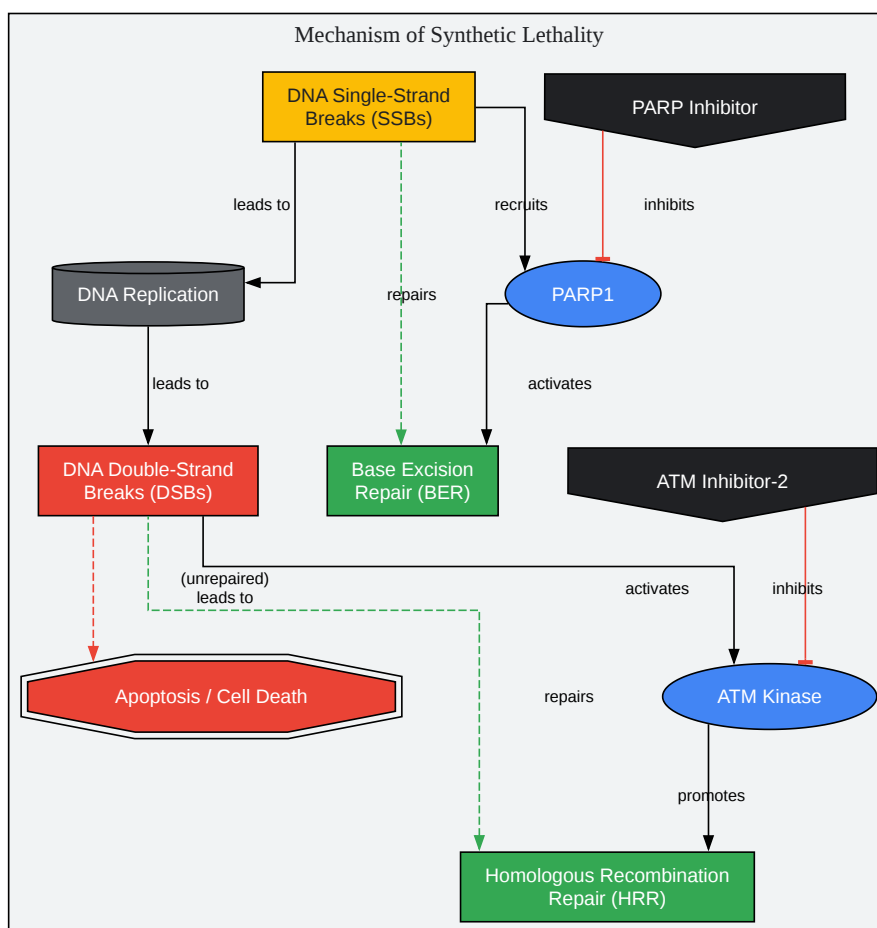 Mechanism of Synthetic Lethality
DNA Single-Strand
Breaks (SSBs)
PARP Inhibitor
leads to
recruits
inhibits
DNA Replication
repairs
PARP1
leads to
activates
DNA Double-Strand
Breaks (DSBs)
Base Excision
Repair (BER)
ATM Inhibitor-2
(unrepaired)
leads to
activates
inhibits
Apoptosis / Cell Death
repairs
ATM Kinase
promotes
Homologous Recombination
Repair (HRR)